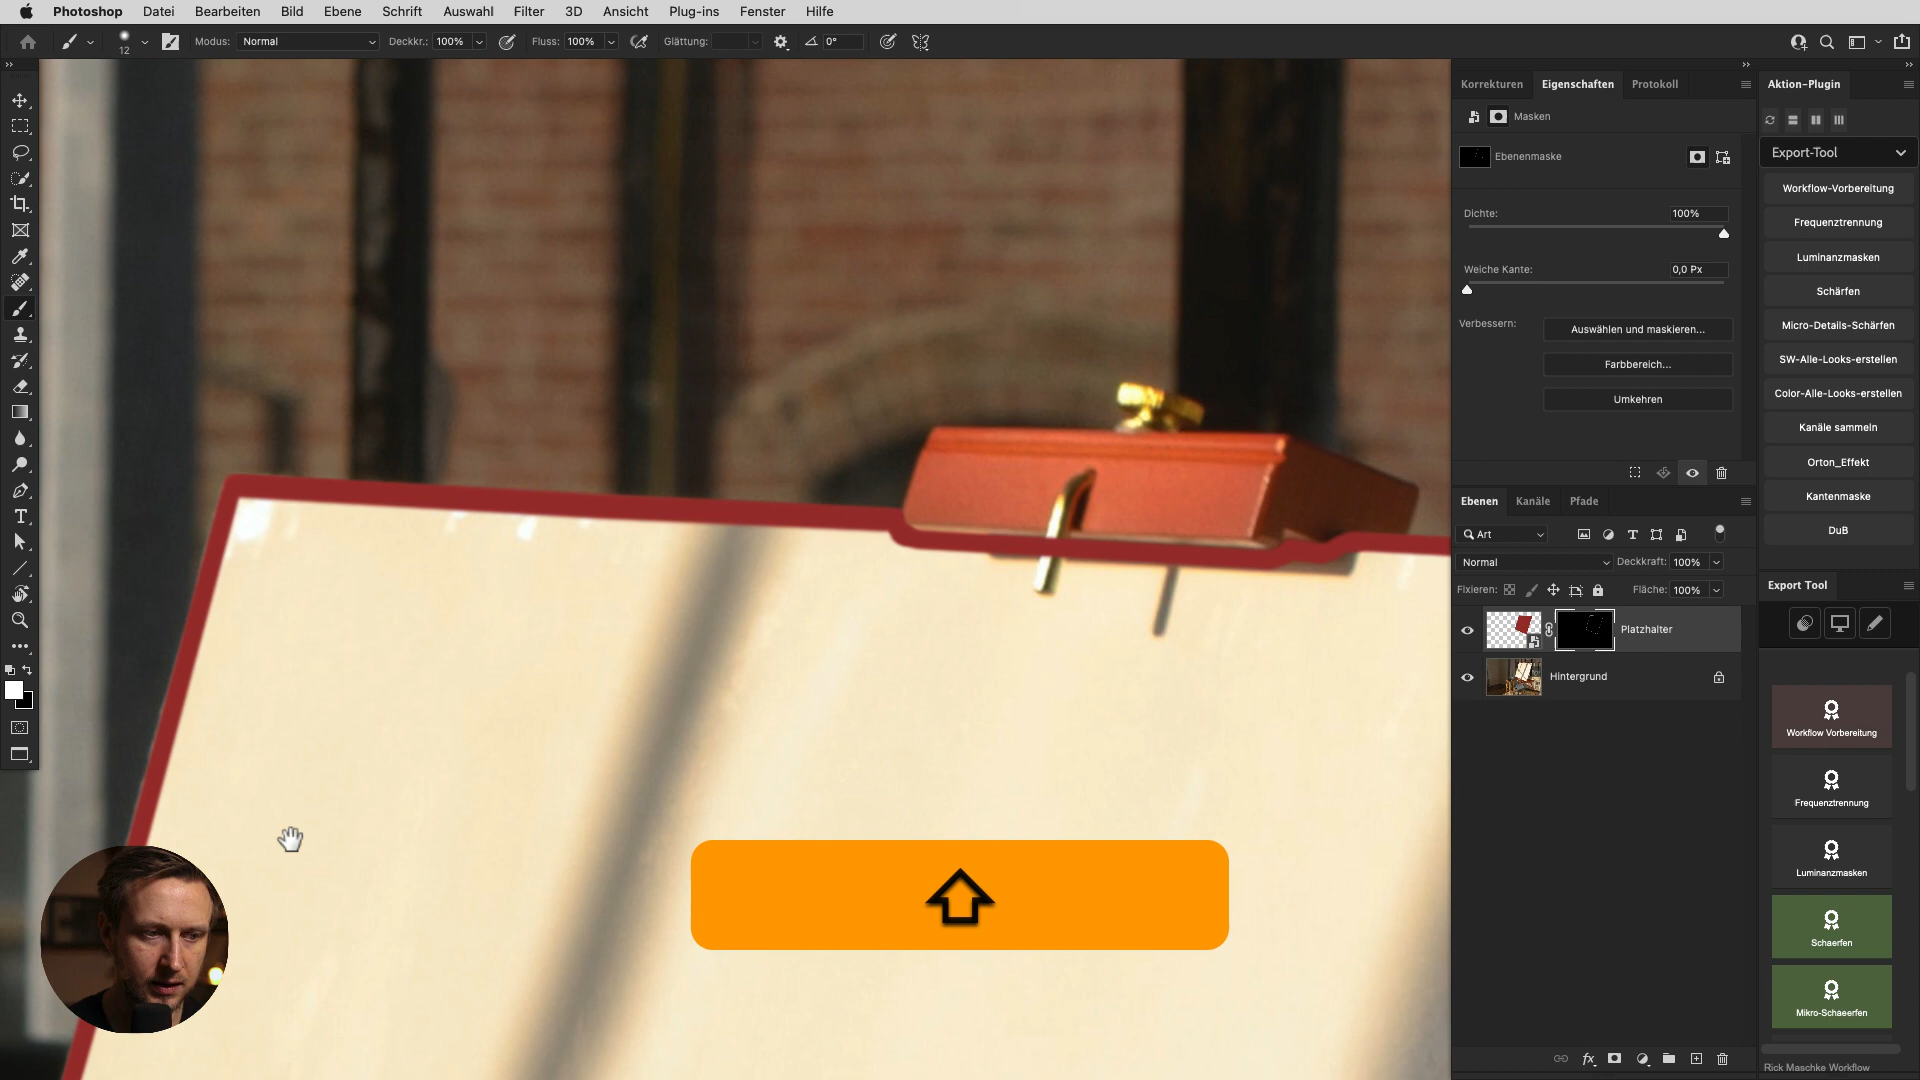 Photoshop Datei Bearbeiten Bild Ebene Schrift Auswahl Filter 3D Ansicht Plug-ins Fenster Hilfe
12 Modus: Normal Deckkr.: 100% Fluss: 100% Glättung: 0°
Korrekturen Eigenschaften Protokoll
Masken
Ebenenmaske
Dichte: 100%
Weiche Kante: 0,0 Px
Verbessern: Auswählen und maskieren...
Farbbereich...
Umkehren
Ebenen Kanäle Pfade
Art
Normal Deckkraft: 100%
Fixieren: Fläche: 100%
Platzhalter
Hintergrund
fx
Aktion-Plugin
Export-Tool
Workflow-Vorbereitung
Frequenztrennung
Luminanzmasken
Schärfen
Micro-Details-Schärfen
SW-Alle-Looks-erstellen
Color-Alle-Looks-erstellen
Kanäle sammeln
Orton_Effekt
Kantenmaske
DuB
Export Tool
Workflow Vorbereitung
Frequenztrennung
Luminanzmasken
Schaerfen
Mikro-Schaeerfen
Rick Maschke Workflow